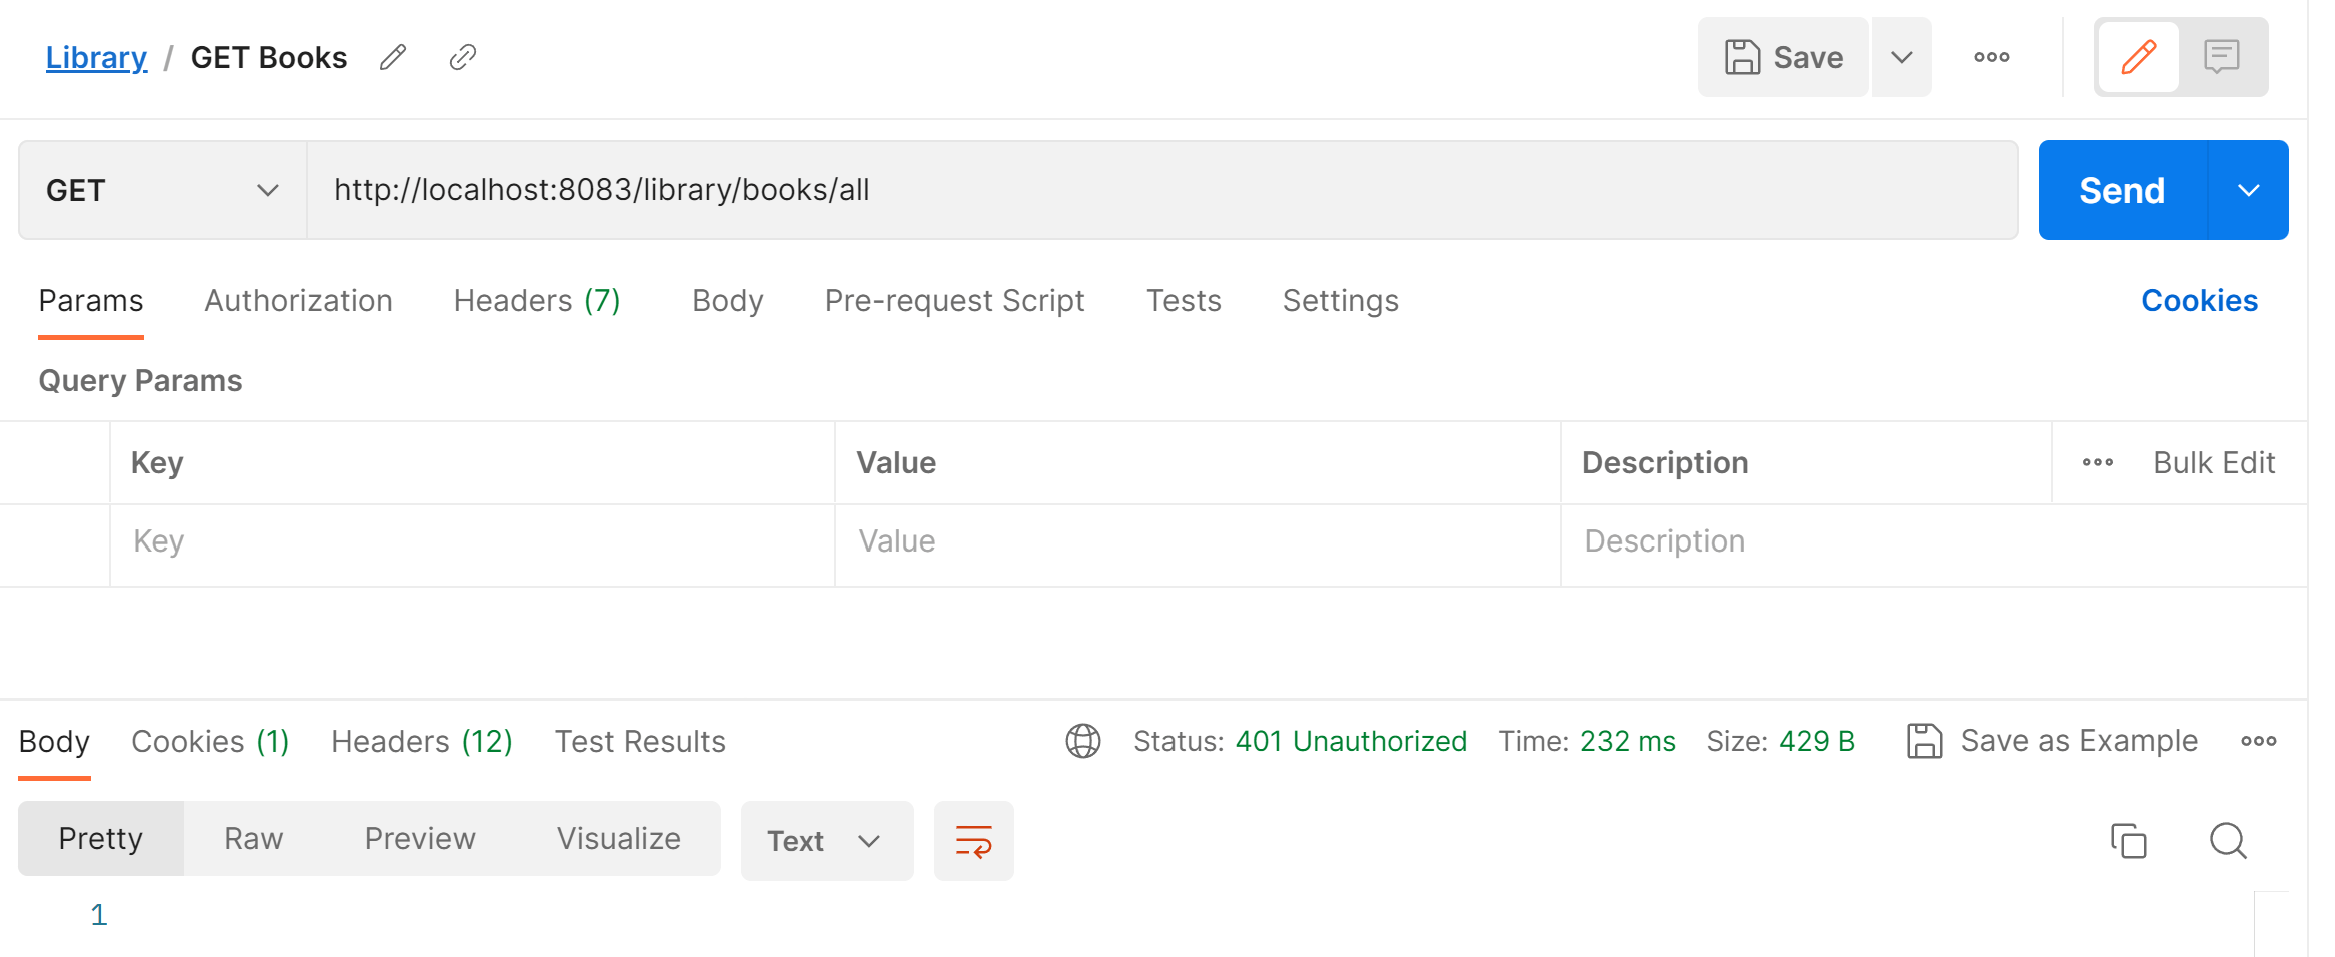 Library / GET Books Save
GET http://localhost:8083/library/books/all Send
Params Authorization Headers (7) Body Pre-request Script Tests Settings Cookies
Query Params
Key Value Description Bulk Edit
Key Value Description
Body Cookies (1) Headers (12) Test Results Status: 401 Unauthorized Time: 232 ms Size: 429 B Save as Example
Pretty Raw Preview Visualize Text
1